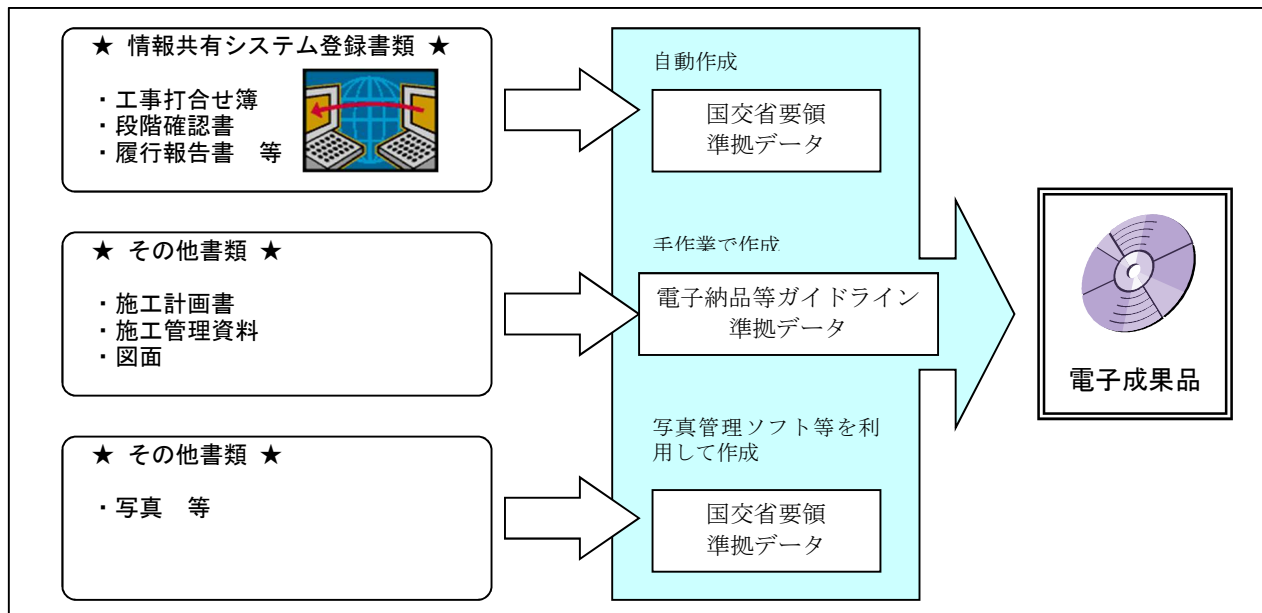 ★ 情報共有システム登録書類 ★
・工事打合せ簿
・段階確認書
・履行報告書 等
自動作成
国交省要領
準拠データ
★ その他書類 ★
・施工計画書
・施工管理資料
・図面
手作業で作成
電子納品等ガイドライン
準拠データ
★ その他書類 ★
・写真 等
写真管理ソフト等を利
用して作成
国交省要領
準拠データ
電子成果品